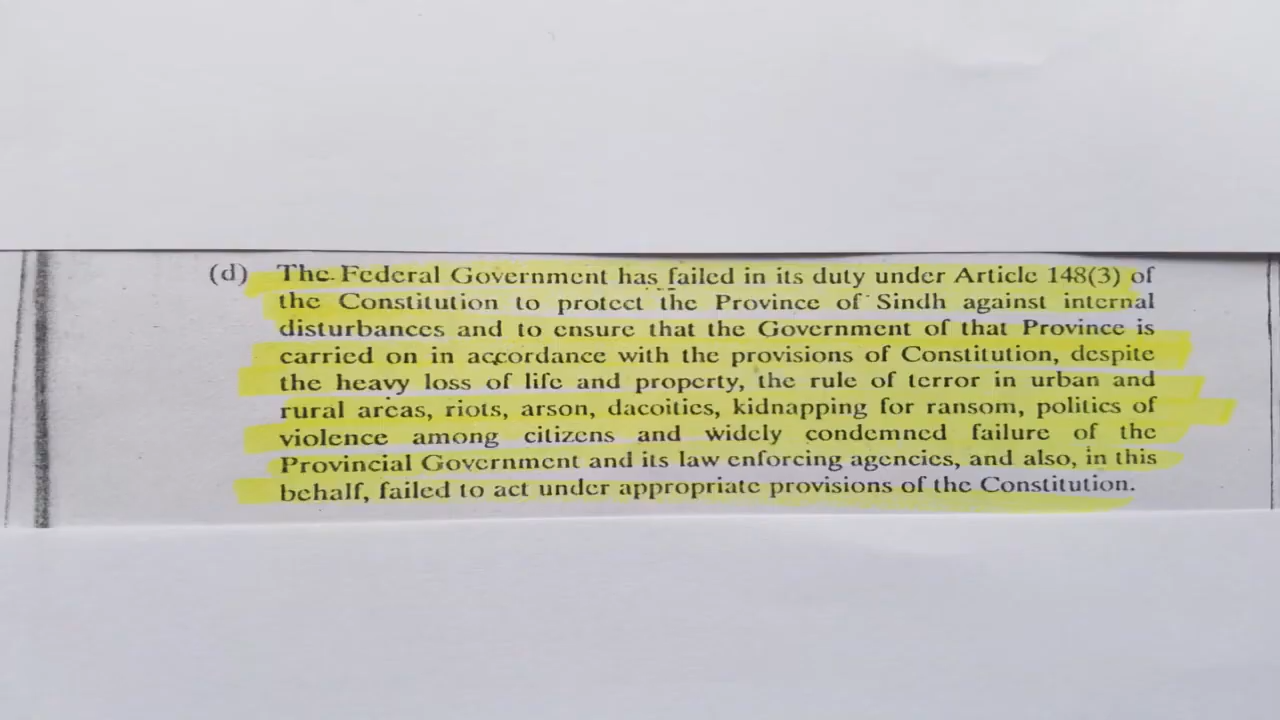 (d) The Federal Government has failed in its duty under Article 148(3) of
the Constitution to protect the Province of Sindh against internal
disturbances and to ensure that the Government of that Province is
carried on in accordance with the provisions of Constitution, despite
the heavy loss of life and property, the rule of terror in urban and
rural areas, riots, arson, dacoities, kidnapping for ransom, politics of
violence among citizens and widely condemned failure of the
Provincial Government and its law enforcing agencies, and also, in this
behalf, failed to act under appropriate provisions of the Constitution.